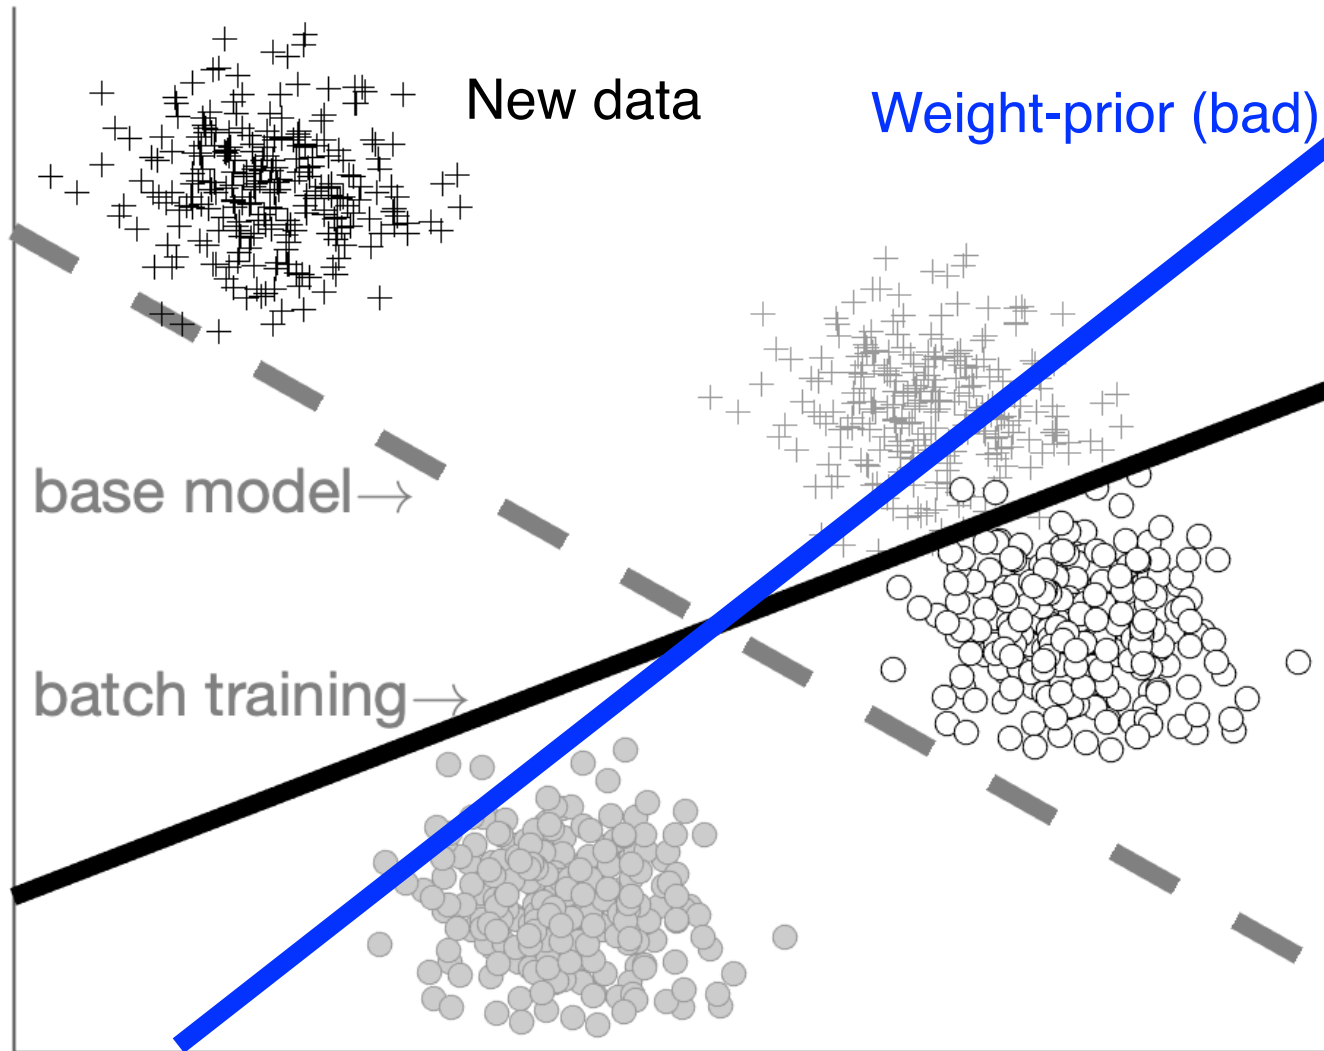 New data
Weight-prior (bad)
base model→
batch training→